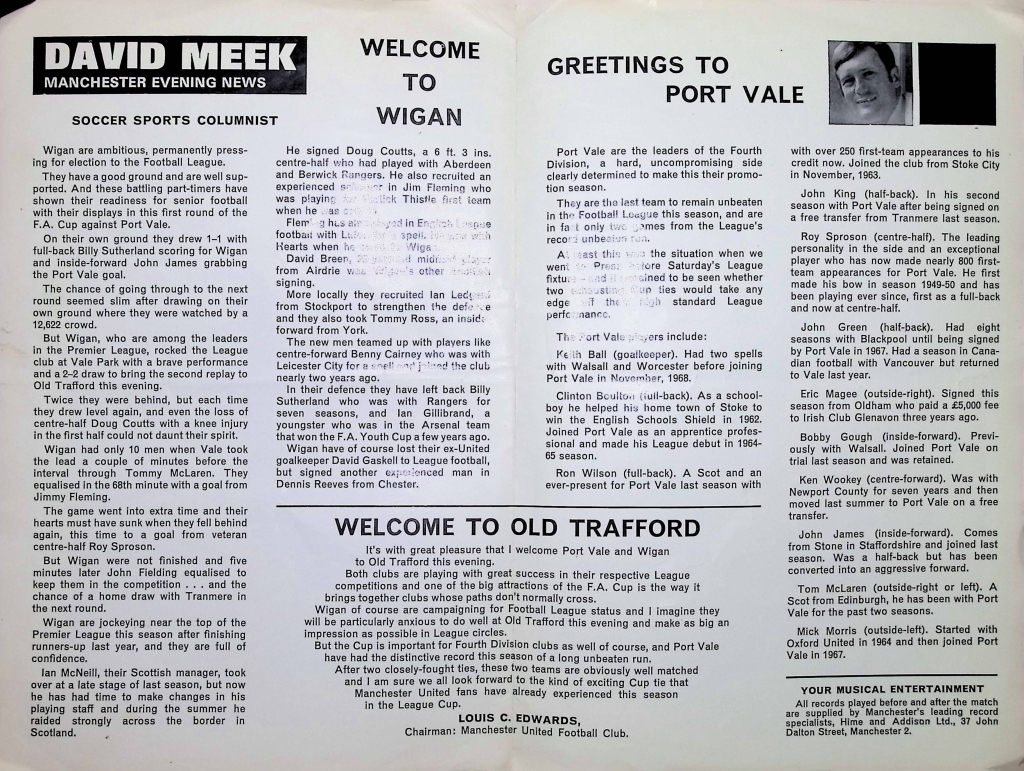 DAVID MEEK
MANCHESTER EVENING NEWS
SOCCER SPORTS COLUMNIST
Wigan are ambitious, permanently press-
ing for election to the Football League.
They have a good ground and are well sup-
ported. And these battling part-timers have
shown their readiness for senior football
with their displays in this first round of the
F.A. Cup against Port Vale.
On their own ground they drew 1–1 with
full-back Billy Sutherland scoring for Wigan
and inside-forward John James grabbing
the Port Vale goal.
The chance of going through to the next
round seemed slim after drawing on their
own ground where they were watched by a
12,622 crowd.
But Wigan, who are among the leaders
in the Premier League, rocked the League
club at Vale Park with a brave performance
and a 2–2 draw to bring the second replay to
Old Trafford this evening.
Twice they were behind, but each time
they drew level again, and even the loss of
centre-half Doug Coutts with a knee injury
in the first half could not daunt their spirit.
Wigan had only 10 men when Vale took
the lead a couple of minutes before the
interval through Tommy McLaren. They
equalised in the 68th minute with a goal from
Jimmy Fleming.
The game went into extra time and their
hearts must have sunk when they fell behind
again, this time to a goal from veteran
centre-half Roy Sproson.
But Wigan were not finished and five
minutes later John Fielding equalised to
keep them in the competition . . . and the
chance of a home draw with Tranmere in
the next round.
Wigan are jockeying near the top of the
Premier League this season after finishing
runners-up last year, and they are full of
confidence.
Ian McNeill, their Scottish manager, took
over at a late stage of last season, but now
he has had time to make changes in his
playing staff and during the summer he
raided strongly across the border in
Scotland.
WELCOME
TO
WIGAN
He signed Doug Coutts, a 6 ft. 3 ins.
centre-half who had played with Aberdeen
and Berwick Rangers. He also recruited an
experienced in Jim Fleming who
was playing Thistle first team
when he was
Fleming has played in English League
football with spell. with
Hearts when he Wigan.
David Breen, midfield player
from Airdrie was Wigan's other
signing.
More locally they recruited Ian
from Stockport to strengthen the defence
and they also took Tommy Ross, an inside
forward from York.
The new men teamed up with players like
centre-forward Benny Cairney who was with
Leicester City for a spell and joined the club
nearly two years ago.
In their defence they have left back Billy
Sutherland who was with Rangers for
seven seasons, and Ian Gillibrand, a
youngster who was in the Arsenal team
that won the F.A. Youth Cup a few years ago.
Wigan have of course lost their ex-United
goalkeeper David Gaskell to League football,
but signed another experienced man in
Dennis Reeves from Chester.
GREETINGS TO
PORT VALE
Port Vale are the leaders of the Fourth
Division, a hard, uncompromising side
clearly determined to make this their promo-
tion season.
They are the last team to remain unbeaten
in the Football League this season, and are
in fact only two games from the League's
record unbeaten run.
At least this was the situation when we
went to Press before Saturday's League
fixture and it remained to be seen whether
two exhausting Cup ties would take any
edge off the high standard League
performance.
The Port Vale players include:
Keith Ball (goalkeeper). Had two spells
with Walsall and Worcester before joining
Port Vale in November, 1968.
Clinton Boulton (full-back). As a school-
boy he helped his home town of Stoke to
win the English Schools Shield in 1962.
Joined Port Vale as an apprentice profes-
sional and made his League debut in 1964-
65 season.
Ron Wilson (full-back). A Scot and an
ever-present for Port Vale last season with
with over 250 first-team appearances to his
credit now. Joined the club from Stoke City
in November, 1963.
John King (half-back). In his second
season with Port Vale after being signed on
a free transfer from Tranmere last season.
Roy Sproson (centre-half). The leading
personality in the side and an exceptional
player who has now made nearly 800 first-
team appearances for Port Vale. He first
made his bow in season 1949-50 and has
been playing ever since, first as a full-back
and now at centre-half.
John Green (half-back). Had eight
seasons with Blackpool until being signed
by Port Vale in 1967. Had a season in Cana-
dian football with Vancouver but returned
to Vale last year.
Eric Magee (outside-right). Signed this
season from Oldham who paid a £5,000 fee
to Irish Club Glenavon three years ago.
Bobby Gough (inside-forward). Previ-
ously with Walsall. Joined Port Vale on
trial last season and was retained.
Ken Wookey (centre-forward). Was with
Newport County for seven years and then
moved last summer to Port Vale on a free
transfer.
John James (inside-forward). Comes
from Stone in Staffordshire and joined last
season. Was a half-back but has been
converted into an aggressive forward.
Tom McLaren (outside-right or left). A
Scot from Edinburgh, he has been with Port
Vale for the past two seasons.
Mick Morris (outside-left). Started with
Oxford United in 1964 and then joined Port
Vale in 1967.
WELCOME TO OLD TRAFFORD
It's with great pleasure that I welcome Port Vale and Wigan
to Old Trafford this evening.
Both clubs are playing with great success in their respective League
competitions and one of the big attractions of the F.A. Cup is the way it
brings together clubs whose paths don't normally cross.
Wigan of course are campaigning for Football League status and I imagine they
will be particularly anxious to do well at Old Trafford this evening and make as big an
impression as possible in League circles.
But the Cup is important for Fourth Division clubs as well of course, and Port Vale
have had the distinctive record this season of a long unbeaten run.
After two closely-fought ties, these two teams are obviously well matched
and I am sure we all look forward to the kind of exciting Cup tie that
Manchester United fans have already experienced this season
in the League Cup.
LOUIS C. EDWARDS,
Chairman: Manchester United Football Club.
YOUR MUSICAL ENTERTAINMENT
All records played before and after the match
are supplied by Manchester's leading record
specialists, Hime and Addison Ltd., 37 John
Dalton Street, Manchester 2.